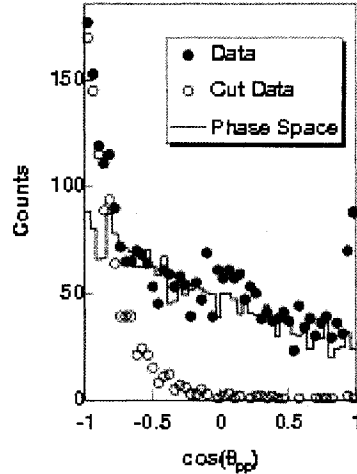 Data
Cut Data
Phase Space
Counts
150
100
50
0
-1
-0.5
0
0.5
1
cos(θpp)